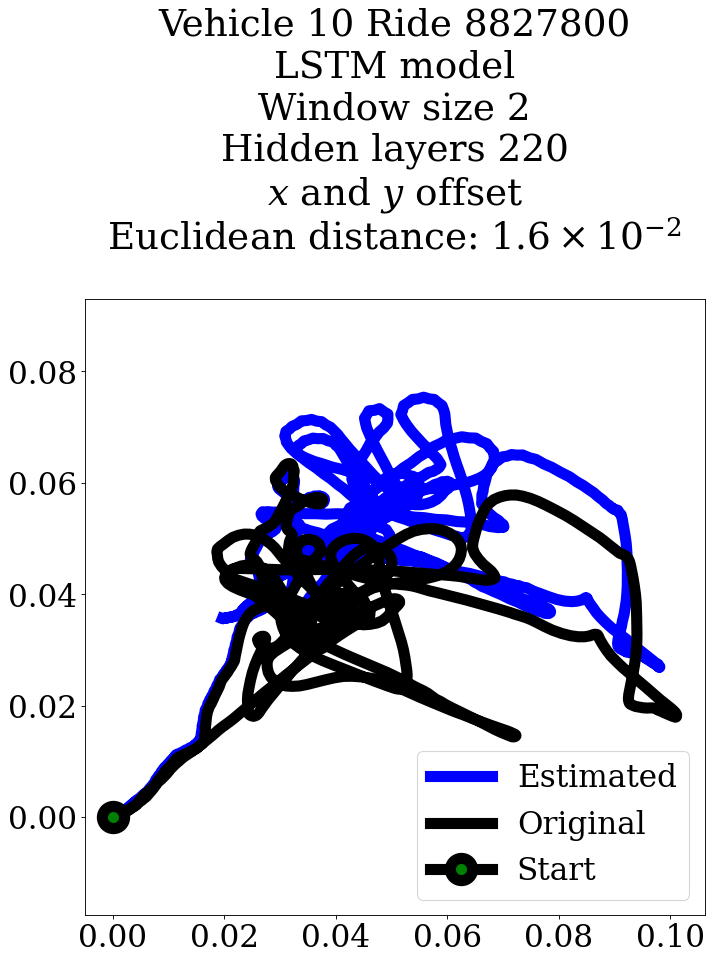 Vehicle 10 Ride 8827800
LSTM model
Window size 2
Hidden layers 220
x and y offset
Euclidean distance: 1.6 × 10⁻²
0.08
0.06
0.04
0.02
0.00
Estimated
Original
Start
0.00 0.02 0.04 0.06 0.08 0.10